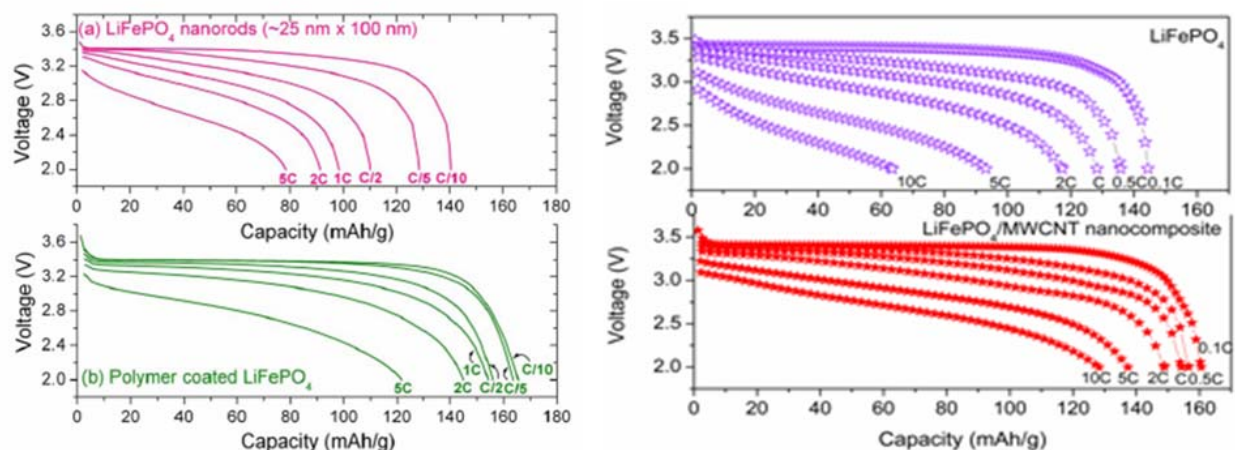 (a) LiFePO4 nanorods (~25 nm x 100 nm)
Voltage (V)
3.6
3.2
2.8
2.4
2.0
5C 2C 1C C/2 C/5 C/10
0 20 40 60 80 100 120 140 160 180
Capacity (mAh/g)
Voltage (V)
3.6
3.2
2.8
2.4
2.0
(b) Polymer coated LiFePO4
5C 2C 1C C/2 C/5 C/10
0 20 40 60 80 100 120 140 160 180
Capacity (mAh/g)
LiFePO4
Voltage (V)
3.5
3.0
2.5
2.0
10C 5C 2C C 0.5C 0.1C
0 20 40 60 80 100 120 140 160
Capacity (mAh/g)
LiFePO4/MWCNT nanocomposite
Voltage (V)
3.5
3.0
2.5
2.0
10C 5C 2C C 0.5C 0.1C
0 20 40 60 80 100 120 140 160
Capacity (mAh/g)